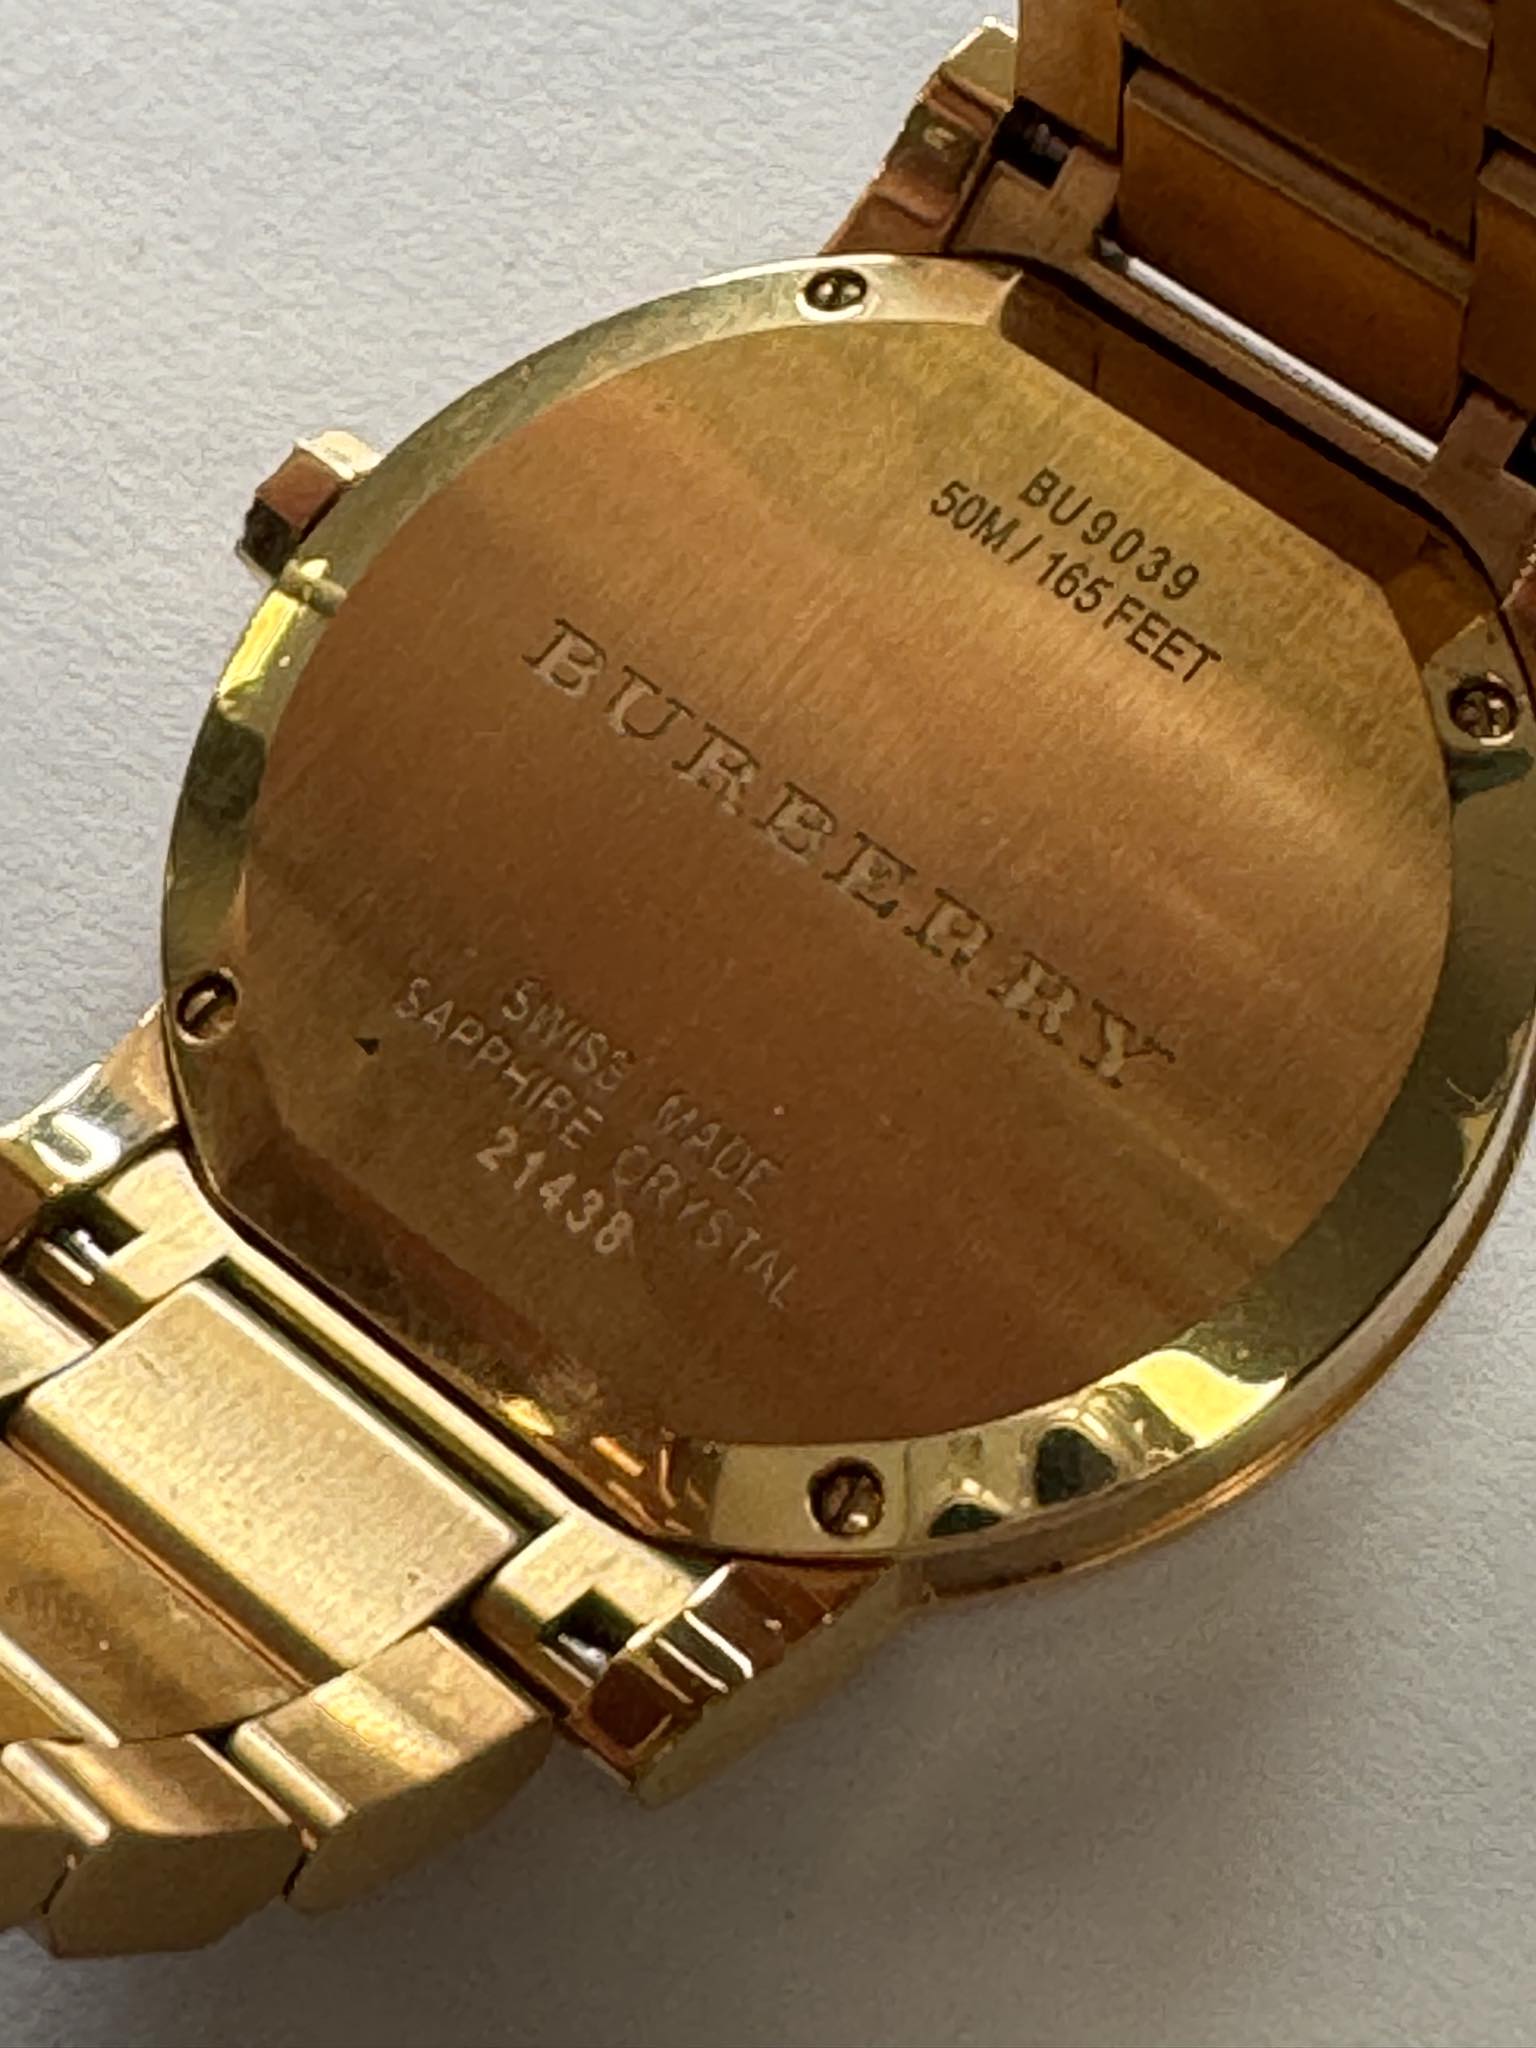 BU9039
50M / 165 FEET
BURBERRY
SWISS MADE
SAPPHIRE CRYSTAL
21438